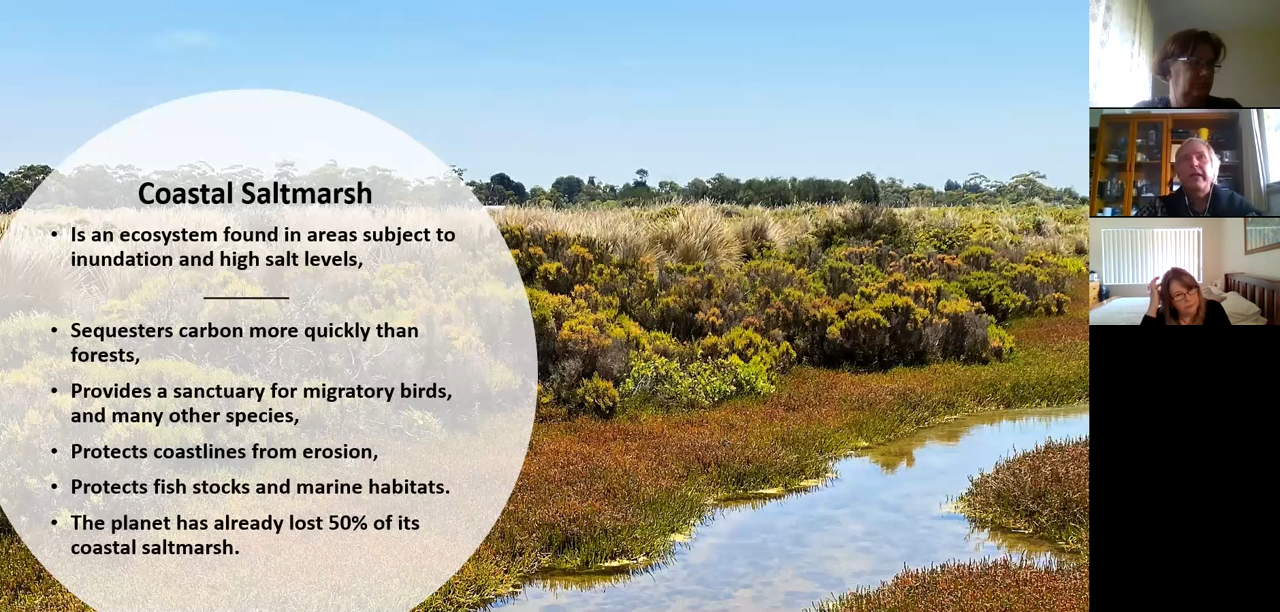 Coastal Saltmarsh
• Is an ecosystem found in areas subject to
inundation and high salt levels,
• Sequesters carbon more quickly than
forests,
• Provides a sanctuary for migratory birds,
and many other species,
• Protects coastlines from erosion,
• Protects fish stocks and marine habitats.
• The planet has already lost 50% of its
coastal saltmarsh.